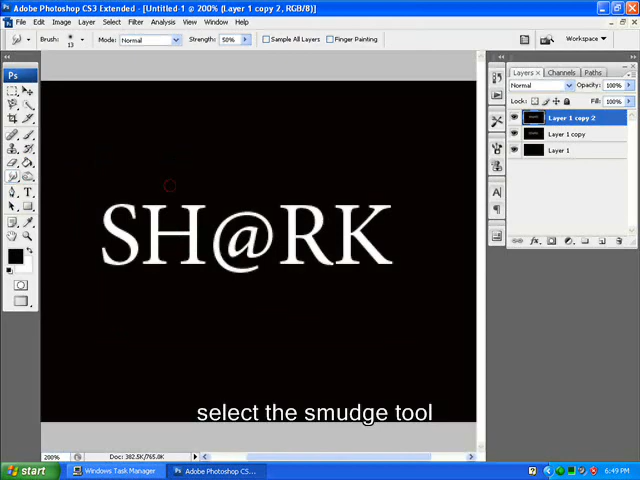 Adobe Photoshop CS3 Extended - [Untitled-1 @ 200% (Layer 1 copy 2, RGB/8)]
File Edit Image Layer Select Filter Analysis View Window Help
Brush: 13 Mode: Normal Strength: 50% Sample All Layers Finger Painting Workspace
Ps
Layers Channels Paths
Normal Opacity: 100%
Lock: Fill: 100%
Layer 1 copy 2
Layer 1 copy
Layer 1
SH@RK
select the smudge tool
200% Doc: 382.5K/765.0K
start Windows Task Manager Adobe Photoshop CS3 ... 6:49 PM